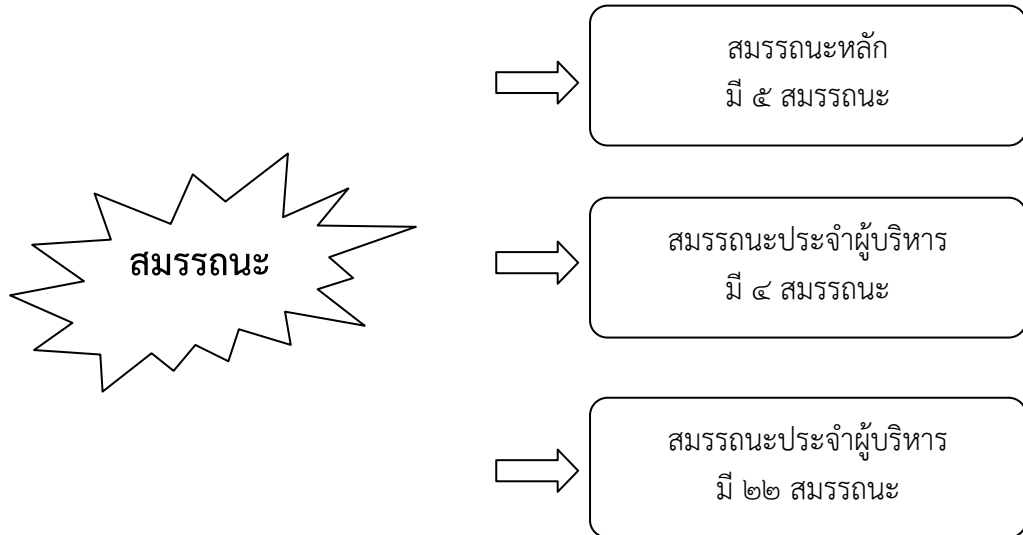 สมรรถนะหลัก
มี ๕ สมรรถนะ
สมรรถนะ
สมรรถนะประจำผู้บริหาร
มี ๔ สมรรถนะ
สมรรถนะประจำผู้บริหาร
มี ๒๒ สมรรถนะ